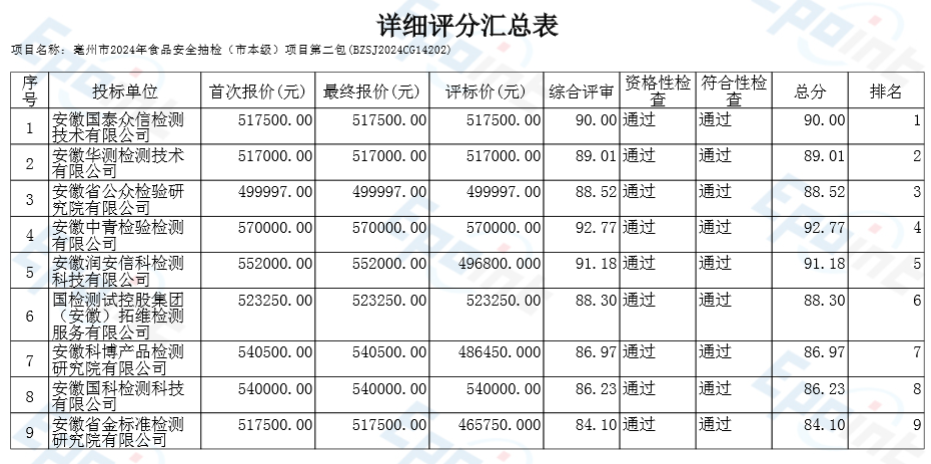 详细评分汇总表
项目名称：亳州市2024年食品安全抽检（市本级）项目第二包(BZSJ2024CG14202)
序号 投标单位 首次报价(元) 最终报价(元) 评标价(元) 综合评审 资格性检查 符合性检查 总分 排名
1 安徽国泰众信检测技术有限公司 517500.00 517500.00 517500.00 90.00 通过 通过 90.00 1
2 安徽华测检测技术有限公司 517000.00 517000.00 517000.00 89.01 通过 通过 89.01 2
3 安徽省公众检验研究院有限公司 499997.00 499997.00 499997.00 88.52 通过 通过 88.52 3
4 安徽中青检验检测有限公司 570000.00 570000.00 570000.00 92.77 通过 通过 92.77 4
5 安徽润安信科检测科技有限公司 552000.00 552000.00 496800.000 91.18 通过 通过 91.18 5
6 国检测试控股集团（安徽）拓维检测服务有限公司 523250.00 523250.00 523250.00 88.30 通过 通过 88.30 6
7 安徽科博产品检测研究院有限公司 540500.00 540500.00 486450.000 86.97 通过 通过 86.97 7
8 安徽国科检测科技有限公司 540000.00 540000.00 540000.00 86.23 通过 通过 86.23 8
9 安徽省金标准检测研究院有限公司 517500.00 517500.00 465750.000 84.10 通过 通过 84.10 9
Epoint